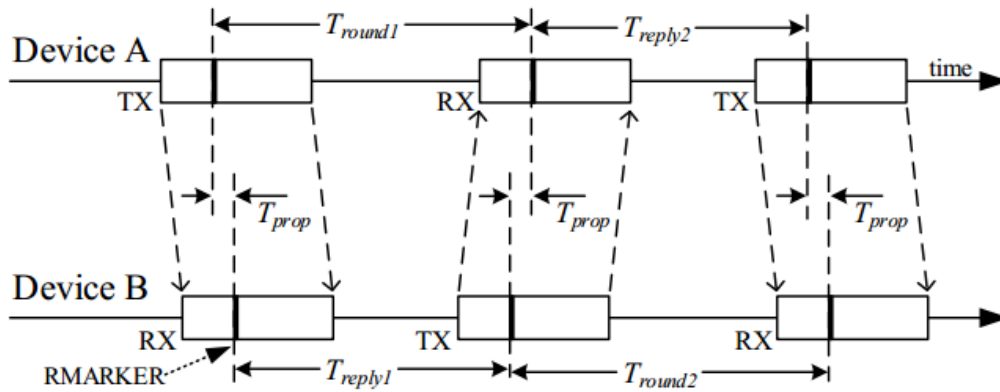 T_round1
T_reply2
Device A
time
TX
RX
TX
T_prop
T_prop
T_prop
Device B
RX
TX
RX
RMARKER
T_reply1
T_round2